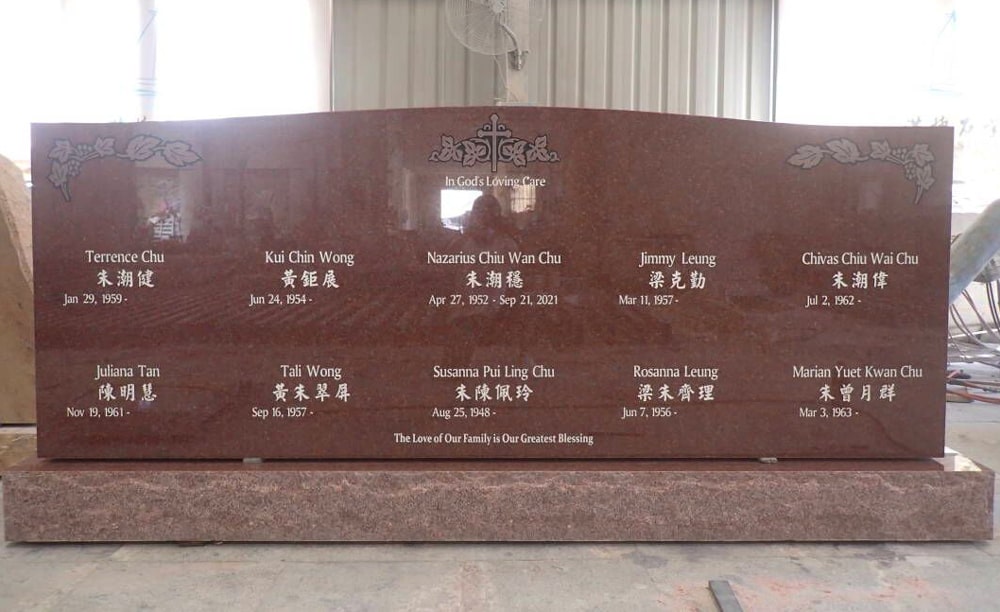 In God's Loving Care
Terrence Chu
朱潮健
Jan 29, 1959 -
Kui Chin Wong
黃鉅展
Jun 24, 1954 -
Nazarius Chiu Wan Chu
朱潮穩
Apr 27, 1952 - Sep 21, 2021
Jimmy Leung
梁克勤
Mar 11, 1957 -
Chivas Chiu Wai Chu
朱潮偉
Jul 2, 1962 -
Juliana Tan
陳明慧
Nov 19, 1961 -
Tali Wong
黃朱翠屏
Sep 16, 1957 -
Susanna Pui Ling Chu
朱陳佩玲
Aug 25, 1948 -
Rosanna Leung
梁朱齊理
Jun 7, 1956 -
Marian Yuet Kwan Chu
朱曾月群
Mar 3, 1963 -
The Love of Our Family is Our Greatest Blessing